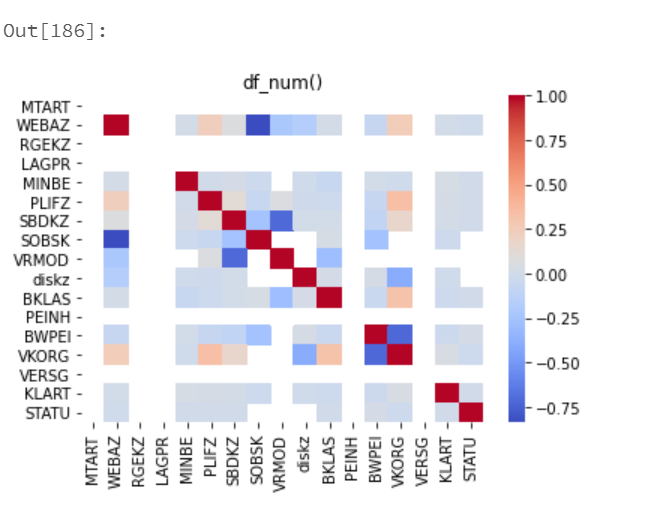 Out[186]:
df_num()
MTART
WEBAZ
RGEKZ
LAGPR
MINBE
PLIFZ
SBDKZ
SOBSK
VRMOD
diskz
BKLAS
PEINH
BWPEI
VKORG
VERSG
KLART
STATU
MTART
WEBAZ
RGEKZ
LAGPR
MINBE
PLIFZ
SBDKZ
SOBSK
VRMOD
diskz
BKLAS
PEINH
BWPEI
VKORG
VERSG
KLART
STATU
1.00
0.75
0.50
0.25
0.00
−0.25
−0.50
−0.75